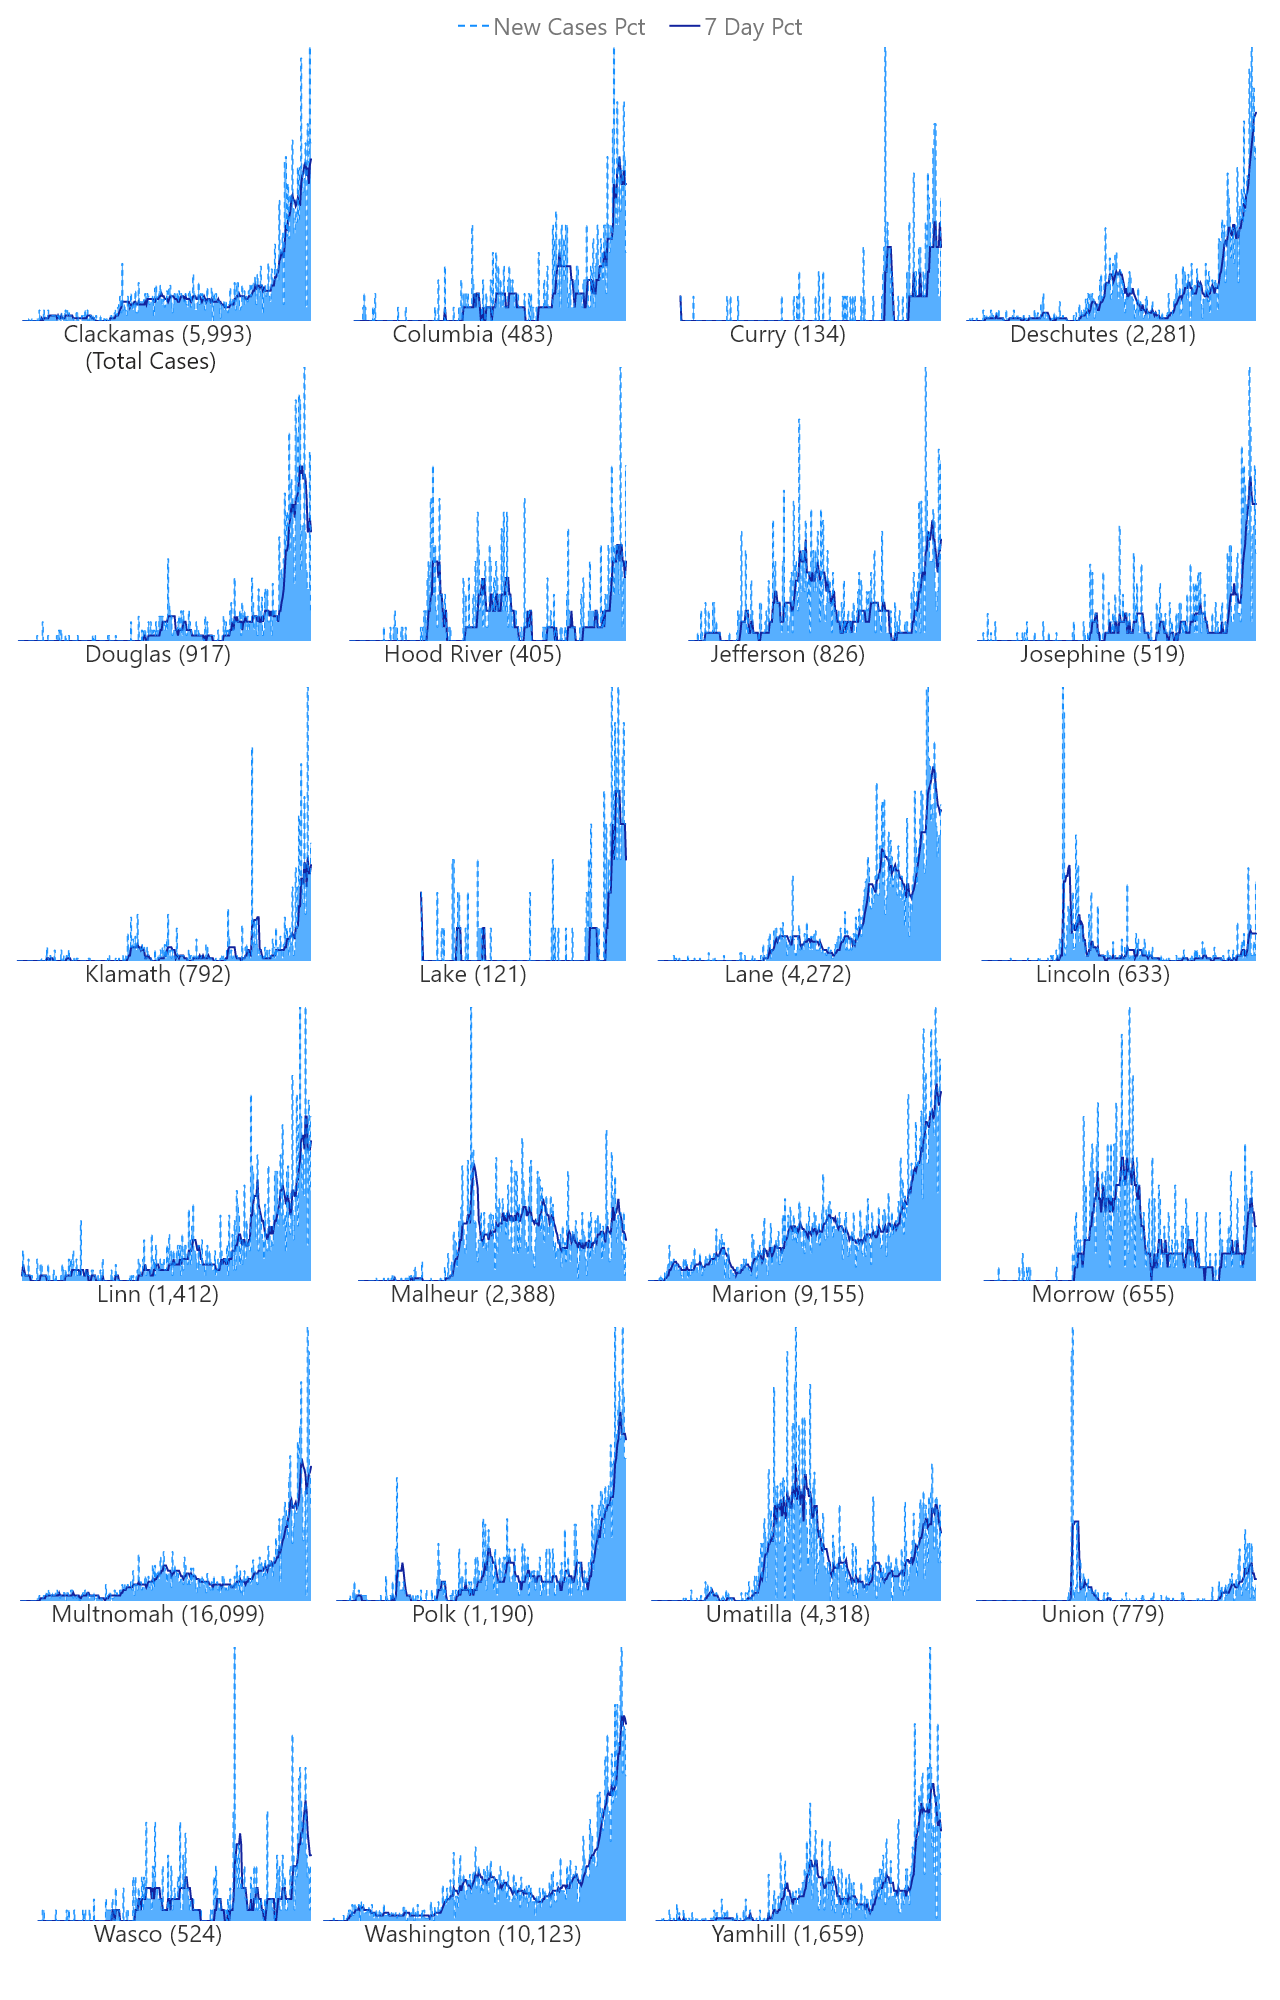 New Cases Pct 7 Day Pct
Clackamas (5,993) Columbia (483) Curry (134) Deschutes (2,281)
(Total Cases)
Douglas (917) Hood River (405) Jefferson (826) Josephine (519)
Klamath (792) Lake (121) Lane (4,272) Lincoln (633)
Linn (1,412) Malheur (2,388) Marion (9,155) Morrow (655)
Multnomah (16,099) Polk (1,190) Umatilla (4,318) Union (779)
Wasco (524) Washington (10,123) Yamhill (1,659)